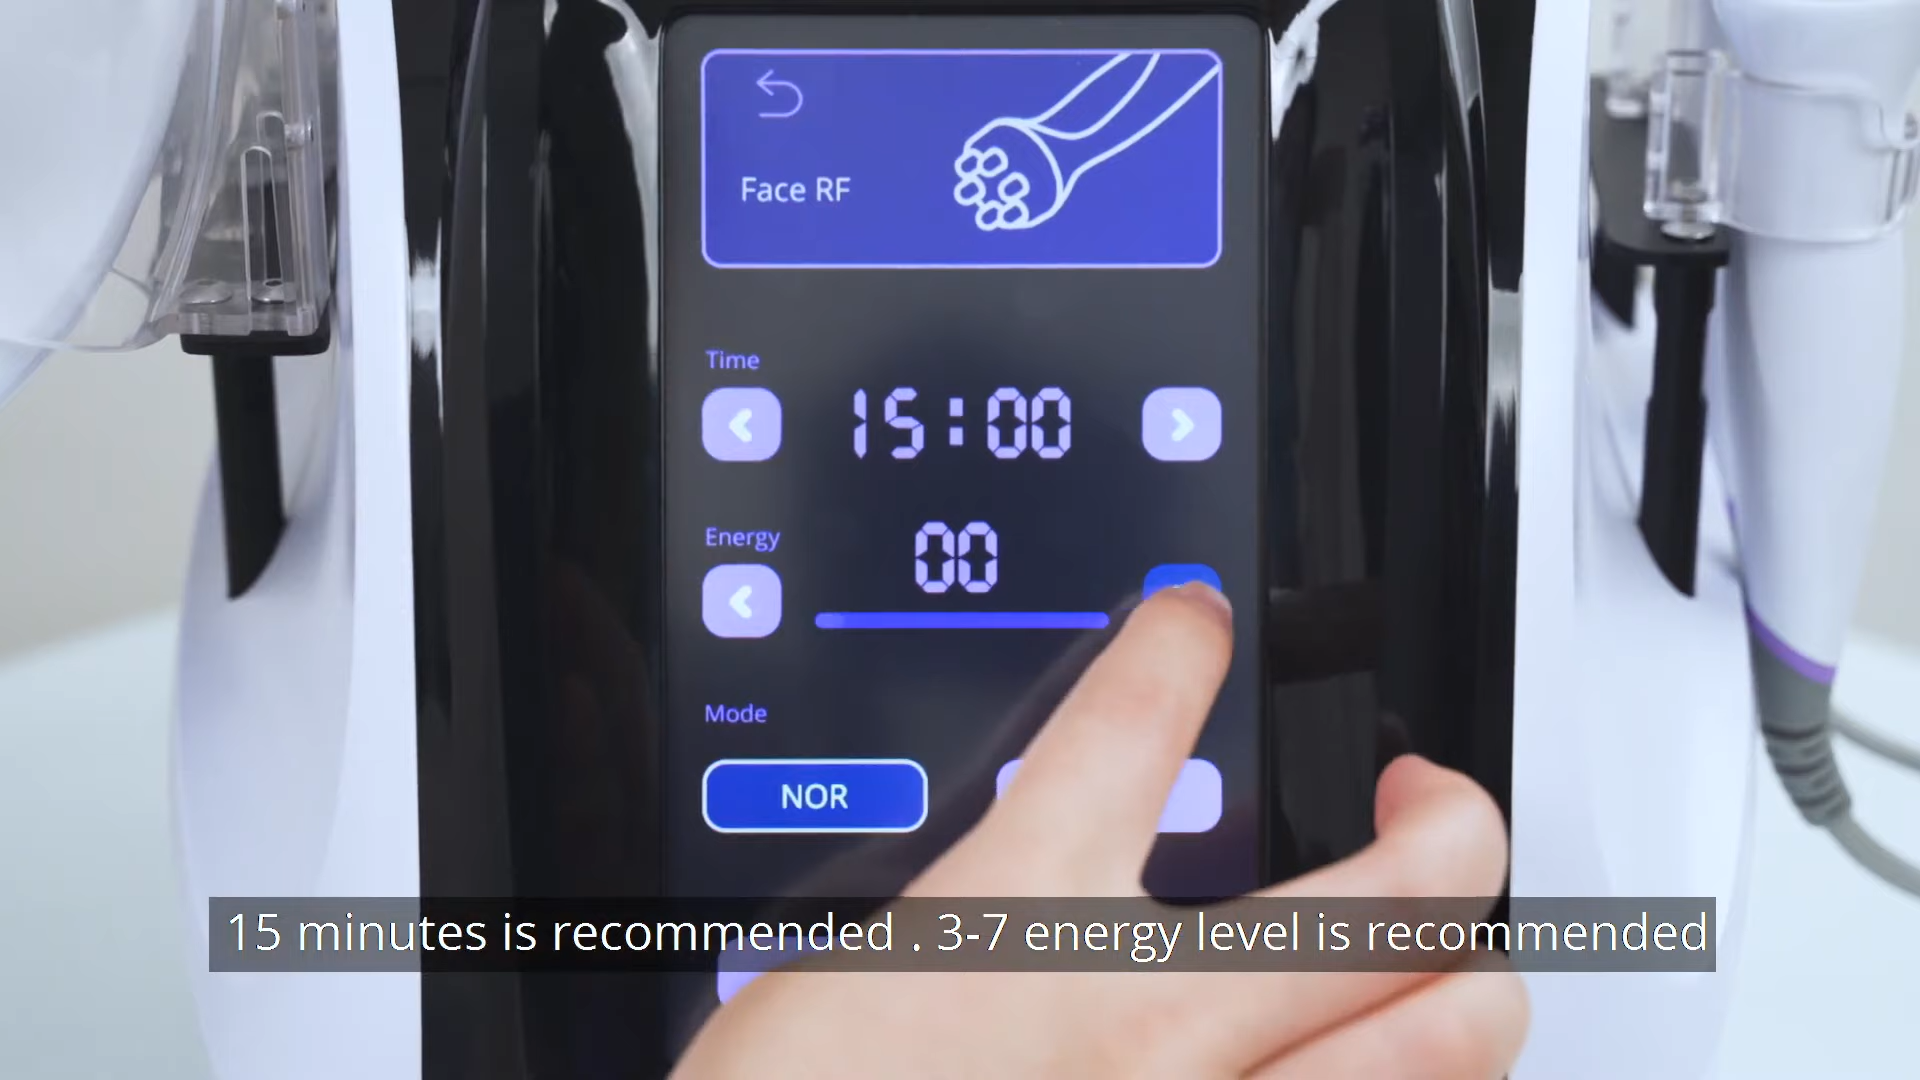 Face RF
Time
15:00
Energy
00
Mode
NOR
15 minutes is recommended . 3-7 energy level is recommended